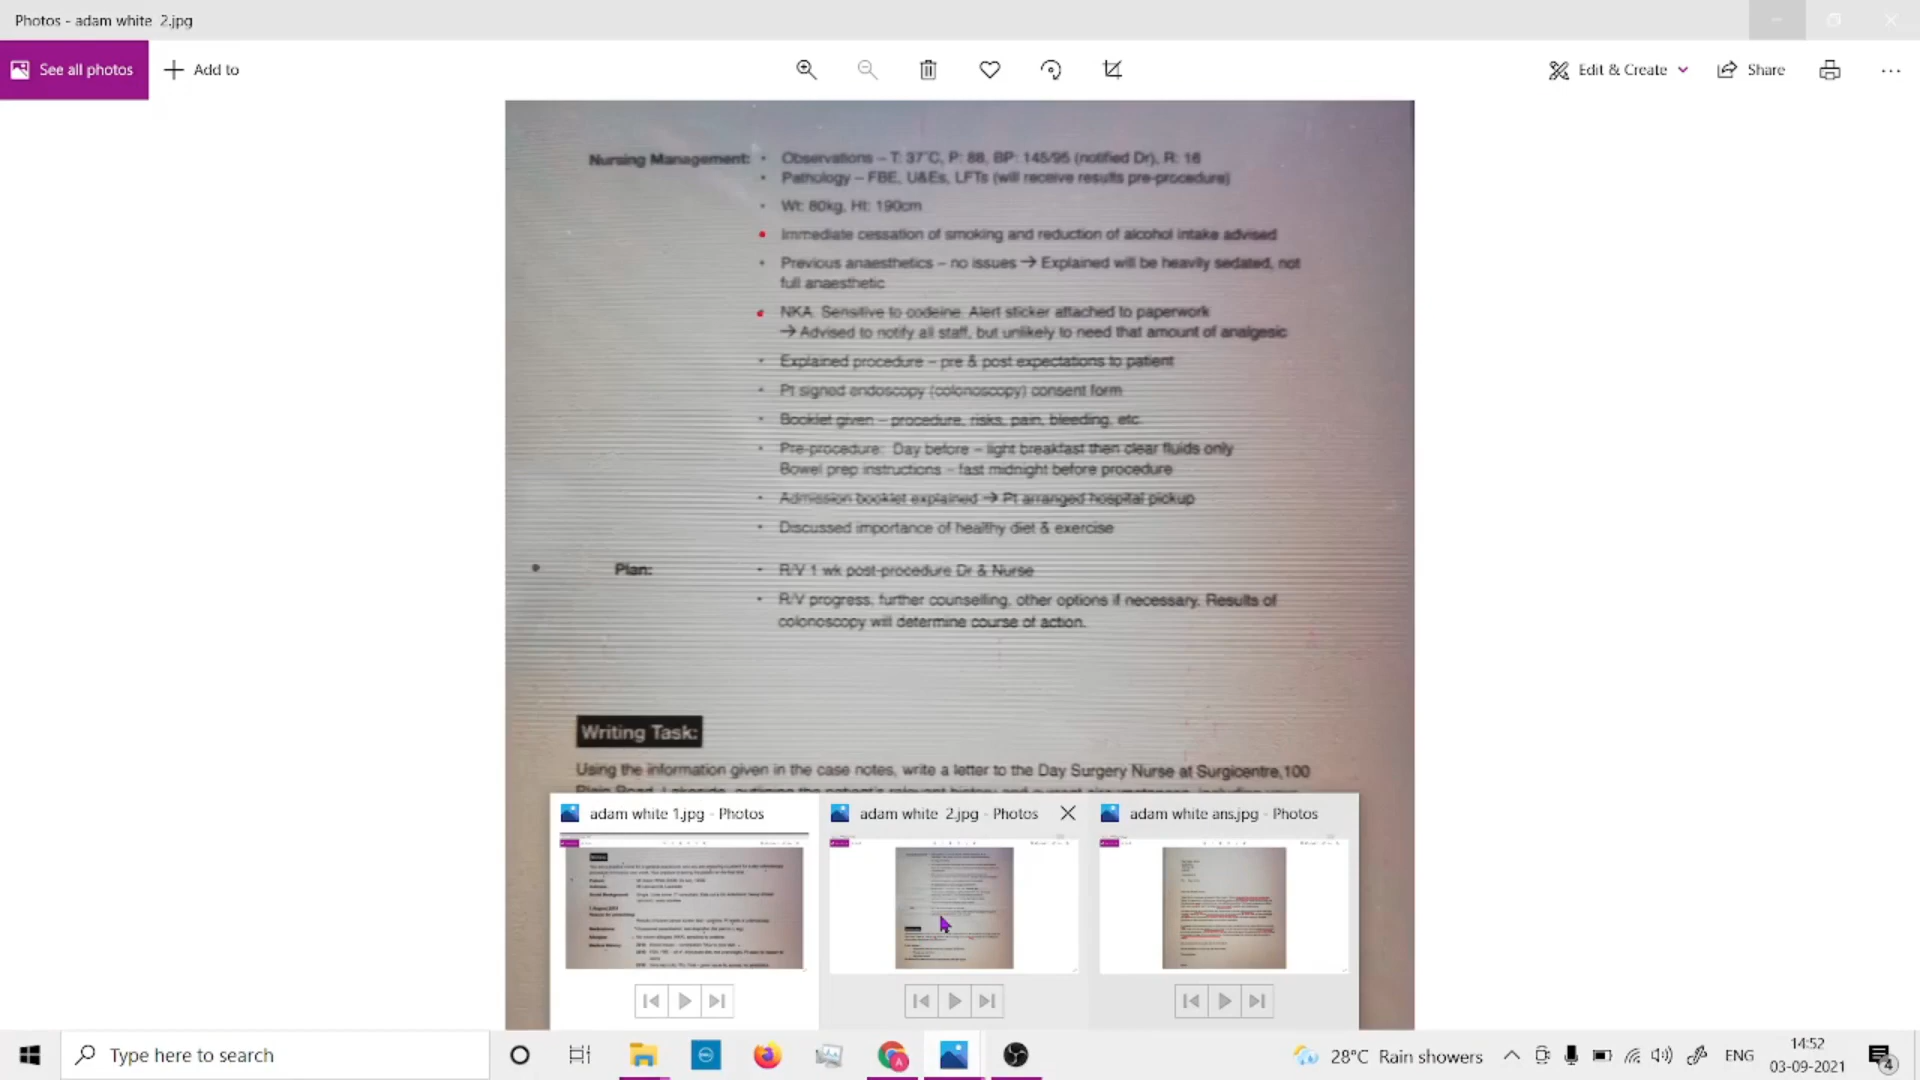 Photos - adam white 2.jpg
See all photos
Add to
Edit & Create
Share
Nursing Management:
• Observations – T: 37°C, P: 88, BP: 145/95 (notified Dr), R: 16
• Pathology – FBE, U&Es, LFTs (will receive results pre-procedure)
• Wt: 80kg, Ht: 190cm
• Immediate cessation of smoking and reduction of alcohol intake advised
• Previous anaesthetics – no issues → Explained will be heavily sedated, not
full anaesthetic
• NKA. Sensitive to codeine. Alert sticker attached to paperwork
→ Advised to notify all staff, but unlikely to need that amount of analgesic
• Explained procedure – pre & post expectations to patient
• Pt signed endoscopy (colonoscopy) consent form
• Booklet given – procedure, risks, pain, bleeding, etc.
• Pre-procedure: Day before – light breakfast then clear fluids only
Bowel prep instructions – fast midnight before procedure
• Admission booklet explained → Pt arranged hospital pickup
• Discussed importance of healthy diet & exercise
Plan:
• R/V 1 wk post-procedure Dr & Nurse
• R/V progress, further counselling, other options if necessary. Results of
colonoscopy will determine course of action.
Writing Task:
Using the information given in the case notes, write a letter to the Day Surgery Nurse at Surgicentre,100
adam white 1.jpg - Photos
adam white 2.jpg - Photos
adam white ans.jpg - Photos
Type here to search
28°C Rain showers
ENG
14:52
03-09-2021
4